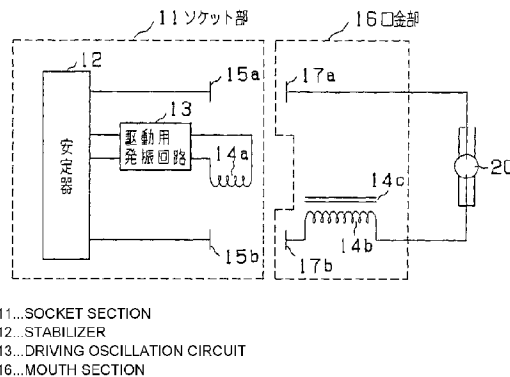 11ソケット部
16口金部
12
15a
17a
13
駆動用
発振回路
14a
安定器
14c
20
14b
15b
17b
11...SOCKET SECTION
12...STABILIZER
13...DRIVING OSCILLATION CIRCUIT
16...MOUTH SECTION